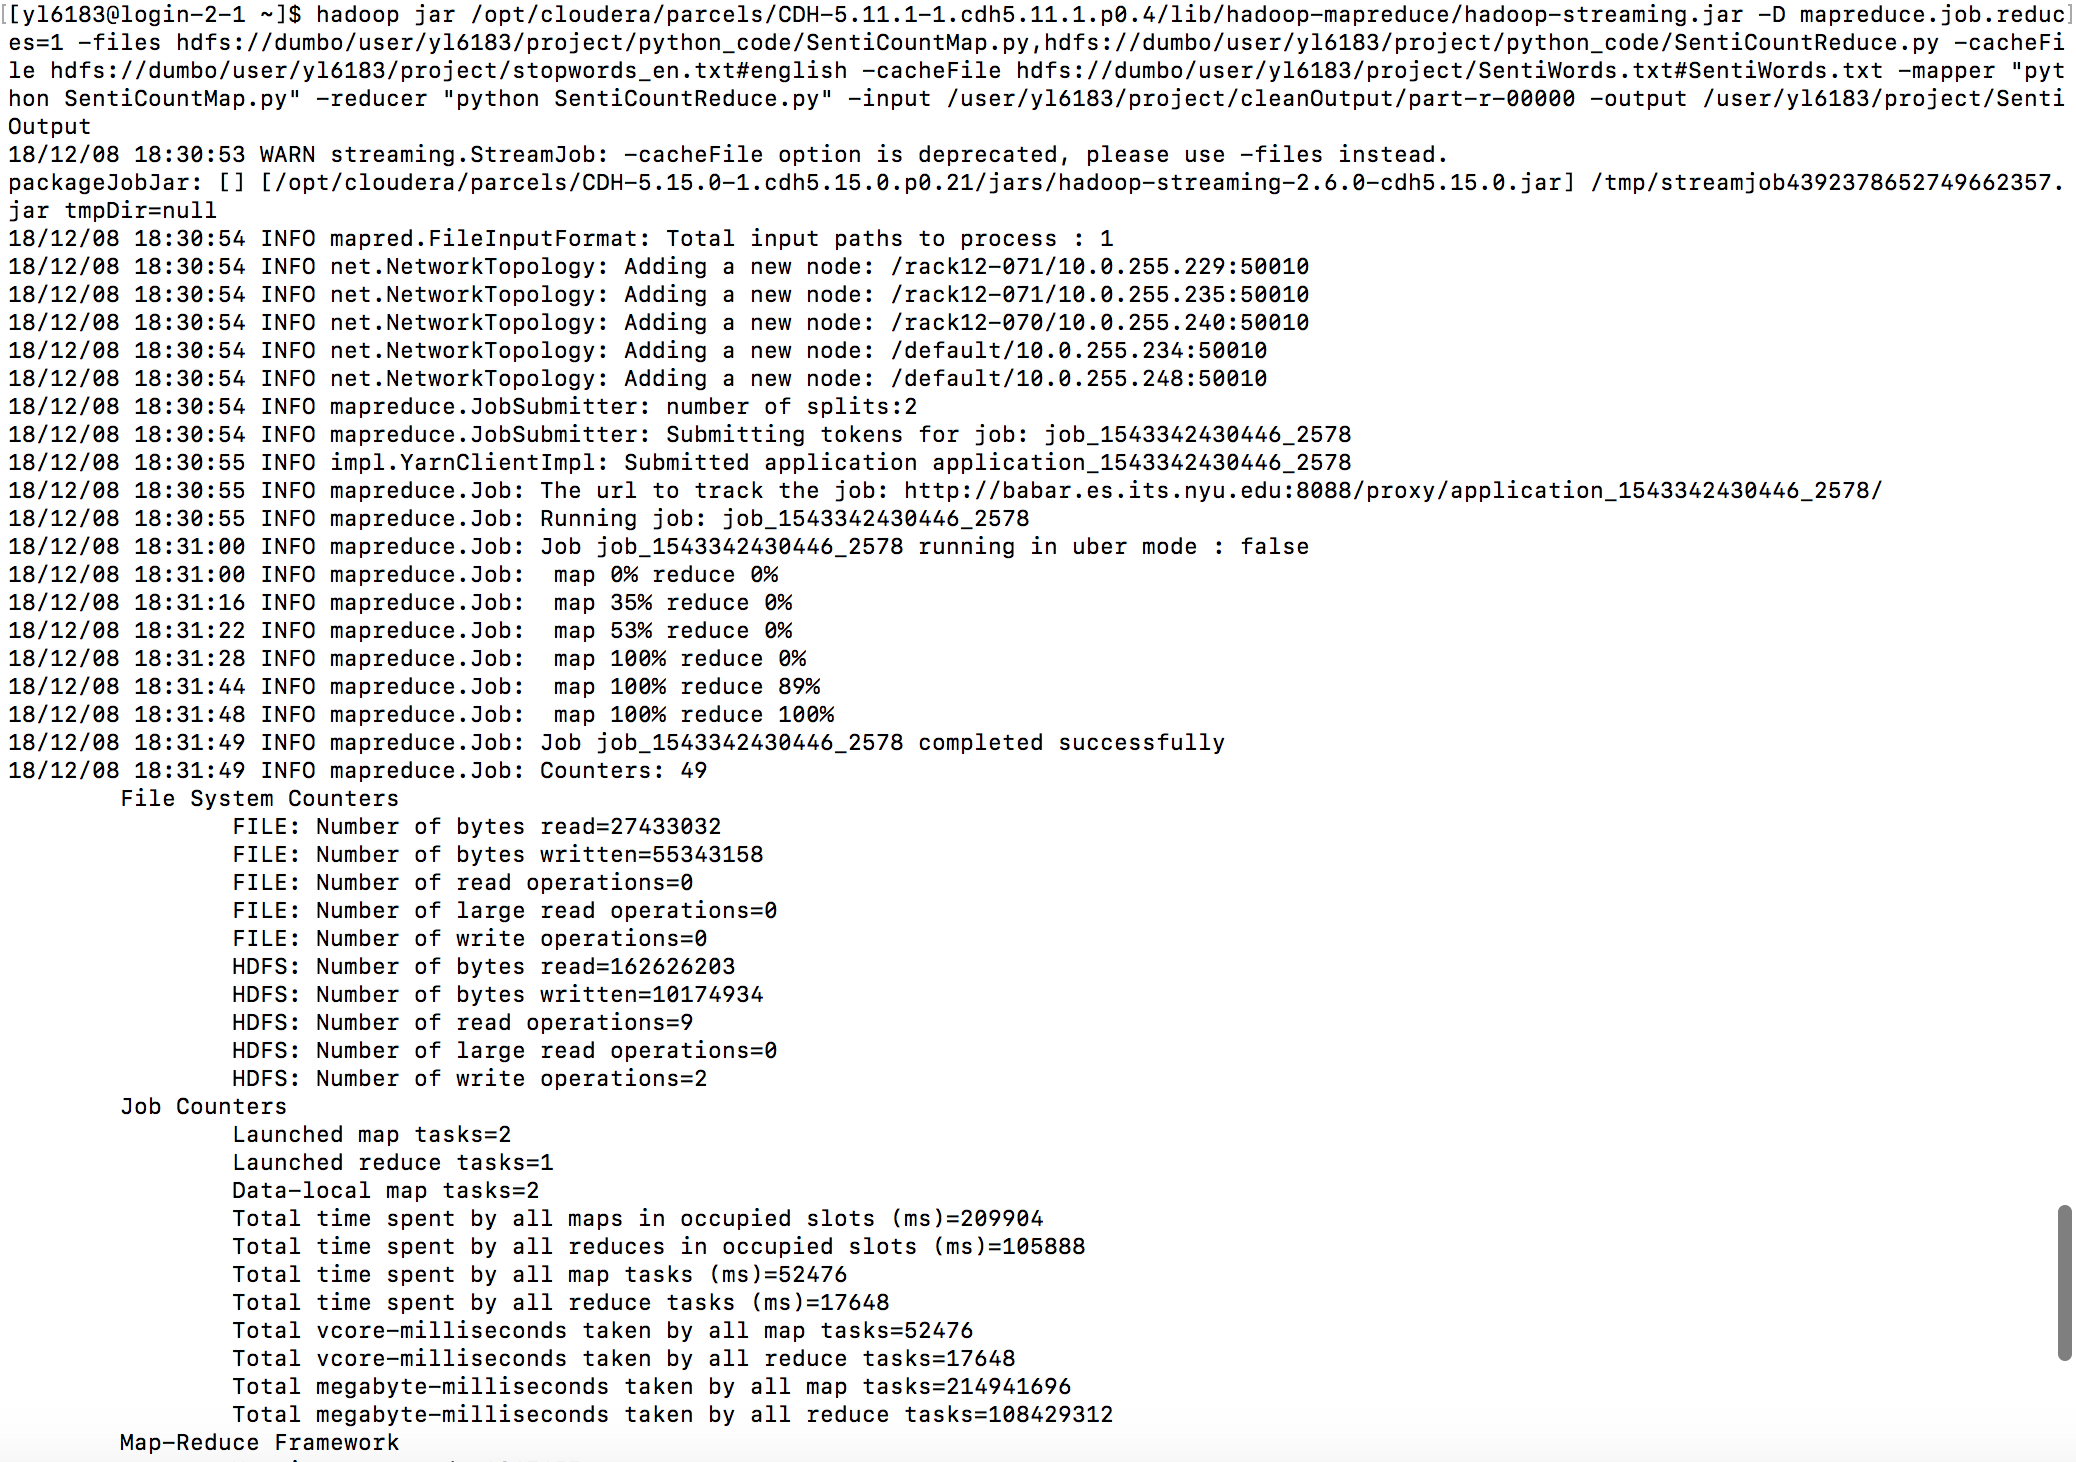 [[yl6183@login-2-1 ~]$ hadoop jar /opt/cloudera/parcels/CDH-5.11.1-1.cdh5.11.1.p0.4/lib/hadoop-mapreduce/hadoop-streaming.jar -D mapreduce.job.reduc]
es=1 -files hdfs://dumbo/user/yl6183/project/python_code/SentiCountMap.py,hdfs://dumbo/user/yl6183/project/python_code/SentiCountReduce.py -cacheFi
le hdfs://dumbo/user/yl6183/project/stopwords_en.txt#english -cacheFile hdfs://dumbo/user/yl6183/project/SentiWords.txt#SentiWords.txt -mapper "pyt
hon SentiCountMap.py" -reducer "python SentiCountReduce.py" -input /user/yl6183/project/cleanOutput/part-r-00000 -output /user/yl6183/project/Senti
Output
18/12/08 18:30:53 WARN streaming.StreamJob: -cacheFile option is deprecated, please use -files instead.
packageJobJar: [] [/opt/cloudera/parcels/CDH-5.15.0-1.cdh5.15.0.p0.21/jars/hadoop-streaming-2.6.0-cdh5.15.0.jar] /tmp/streamjob4392378652749662357.
jar tmpDir=null
18/12/08 18:30:54 INFO mapred.FileInputFormat: Total input paths to process : 1
18/12/08 18:30:54 INFO net.NetworkTopology: Adding a new node: /rack12-071/10.0.255.229:50010
18/12/08 18:30:54 INFO net.NetworkTopology: Adding a new node: /rack12-071/10.0.255.235:50010
18/12/08 18:30:54 INFO net.NetworkTopology: Adding a new node: /rack12-070/10.0.255.240:50010
18/12/08 18:30:54 INFO net.NetworkTopology: Adding a new node: /default/10.0.255.234:50010
18/12/08 18:30:54 INFO net.NetworkTopology: Adding a new node: /default/10.0.255.248:50010
18/12/08 18:30:54 INFO mapreduce.JobSubmitter: number of splits:2
18/12/08 18:30:54 INFO mapreduce.JobSubmitter: Submitting tokens for job: job_1543342430446_2578
18/12/08 18:30:55 INFO impl.YarnClientImpl: Submitted application application_1543342430446_2578
18/12/08 18:30:55 INFO mapreduce.Job: The url to track the job: http://babar.es.its.nyu.edu:8088/proxy/application_1543342430446_2578/
18/12/08 18:30:55 INFO mapreduce.Job: Running job: job_1543342430446_2578
18/12/08 18:31:00 INFO mapreduce.Job: Job job_1543342430446_2578 running in uber mode : false
18/12/08 18:31:00 INFO mapreduce.Job:  map 0% reduce 0%
18/12/08 18:31:16 INFO mapreduce.Job:  map 35% reduce 0%
18/12/08 18:31:22 INFO mapreduce.Job:  map 53% reduce 0%
18/12/08 18:31:28 INFO mapreduce.Job:  map 100% reduce 0%
18/12/08 18:31:44 INFO mapreduce.Job:  map 100% reduce 89%
18/12/08 18:31:48 INFO mapreduce.Job:  map 100% reduce 100%
18/12/08 18:31:49 INFO mapreduce.Job: Job job_1543342430446_2578 completed successfully
18/12/08 18:31:49 INFO mapreduce.Job: Counters: 49
File System Counters
FILE: Number of bytes read=27433032
FILE: Number of bytes written=55343158
FILE: Number of read operations=0
FILE: Number of large read operations=0
FILE: Number of write operations=0
HDFS: Number of bytes read=162626203
HDFS: Number of bytes written=10174934
HDFS: Number of read operations=9
HDFS: Number of large read operations=0
HDFS: Number of write operations=2
Job Counters
Launched map tasks=2
Launched reduce tasks=1
Data-local map tasks=2
Total time spent by all maps in occupied slots (ms)=209904
Total time spent by all reduces in occupied slots (ms)=105888
Total time spent by all map tasks (ms)=52476
Total time spent by all reduce tasks (ms)=17648
Total vcore-milliseconds taken by all map tasks=52476
Total vcore-milliseconds taken by all reduce tasks=17648
Total megabyte-milliseconds taken by all map tasks=214941696
Total megabyte-milliseconds taken by all reduce tasks=108429312
Map-Reduce Framework